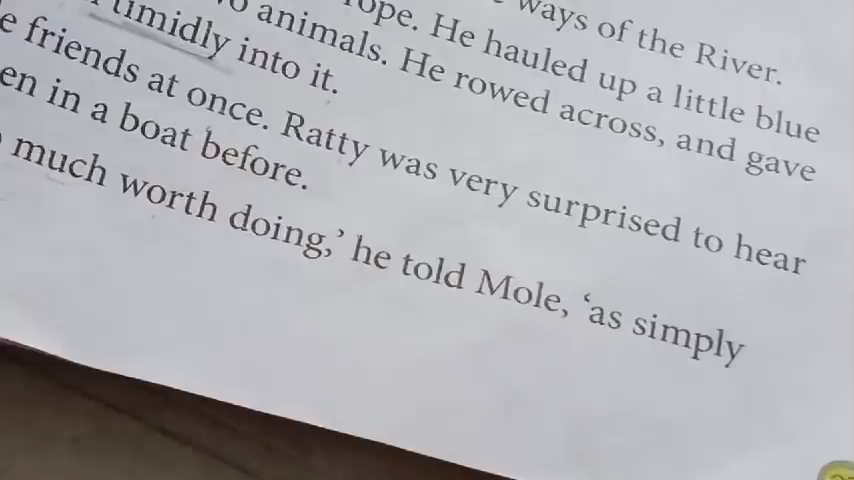 ways of the River.
He hauled up a little blue
animals. He rowed across, and gave
timidly into it.
friends at once. Ratty was very surprised to hear
en in a boat before.
much worth doing,’ he told Mole, ‘as simply